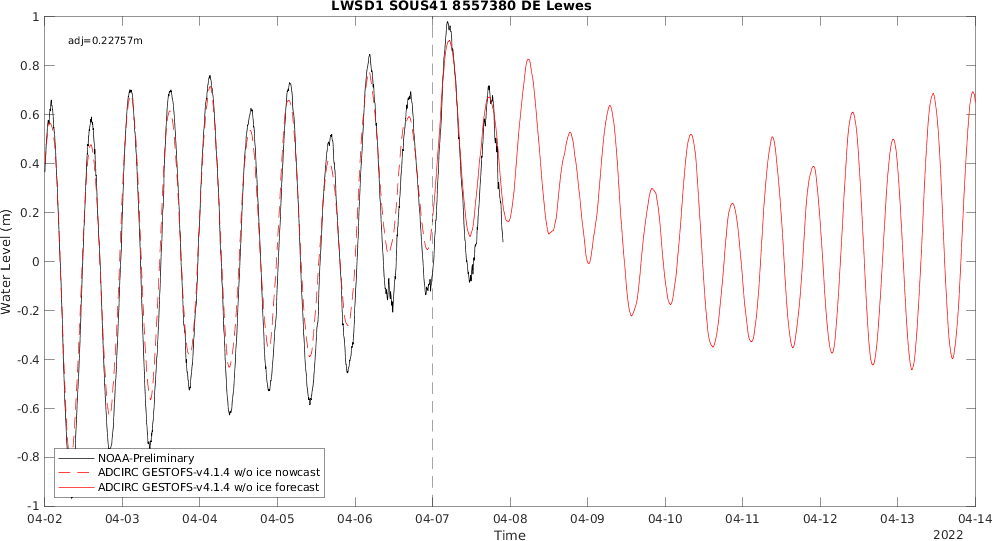 LWSD1 SOUS41 8557380 DE Lewes
adj=0.22757m
Water Level (m)
1
0.8
0.6
0.4
0.2
0
-0.2
-0.4
-0.6
-0.8
-1
NOAA-Preliminary
ADCIRC GESTOFS-v4.1.4 w/o ice nowcast
ADCIRC GESTOFS-v4.1.4 w/o ice forecast
04-02 04-03 04-04 04-05 04-06 04-07 04-08 04-09 04-10 04-11 04-12 04-13 04-14
Time
2022